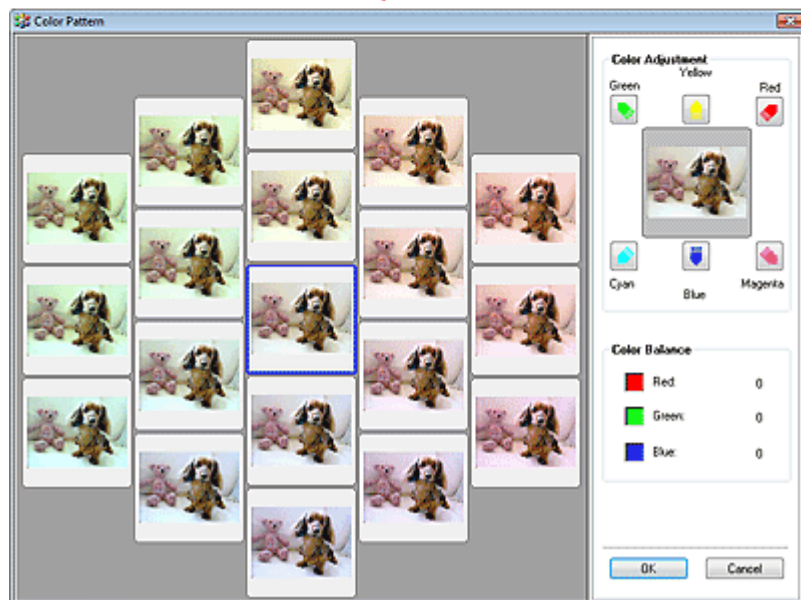 Color Pattern
Color Adjustment
Yellow
Green
Red
Cyan
Blue
Magenta
Color Balance
Red: 0
Green: 0
Blue: 0
OK
Cancel